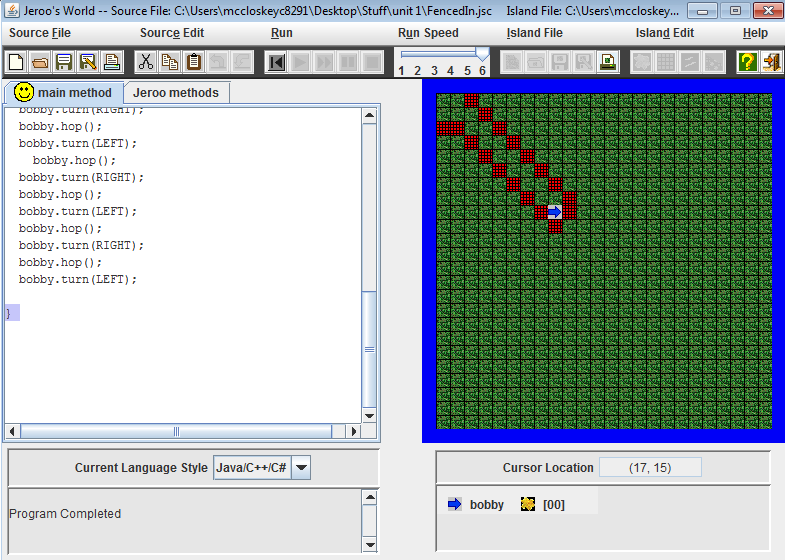 Jeroo's World -- Source File: C:\Users\mccloskeyc8291\Desktop\Stuff\unit 1\FencedIn.jsc Island File: C:\Users\mccloskey...
Source File Source Edit Run Run Speed Island File Island Edit Help
1 2 3 4 5 6
main method Jeroo methods
bobby.turn(RIGHT);
bobby.hop();
bobby.turn(LEFT);
bobby.hop();
bobby.turn(RIGHT);
bobby.hop();
bobby.turn(LEFT);
bobby.hop();
bobby.turn(RIGHT);
bobby.hop();
bobby.turn(LEFT);
}
Current Language Style Java/C++/C#
Cursor Location (17, 15)
bobby [00]
Program Completed